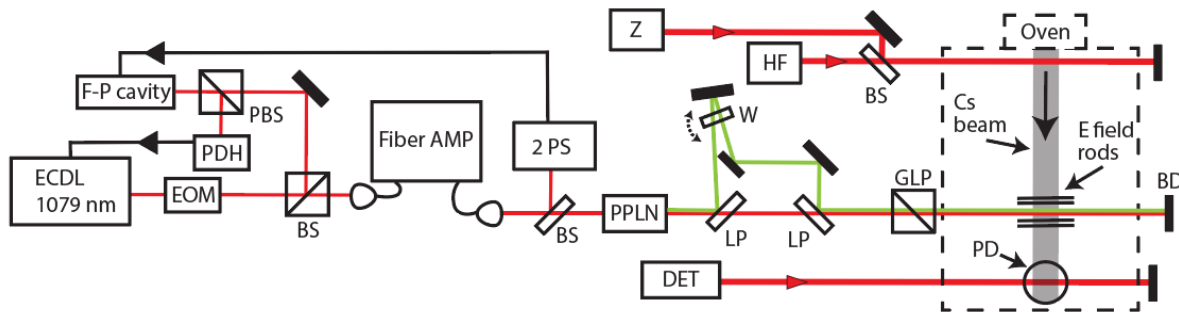 Z
Oven
HF
BS
F-P cavity
PBS
W
Cs
beam
Fiber AMP
2 PS
E field
rods
PDH
ECDL
1079 nm
EOM
BS
GLP
BD
BS
PPLN
LP
LP
PD
DET